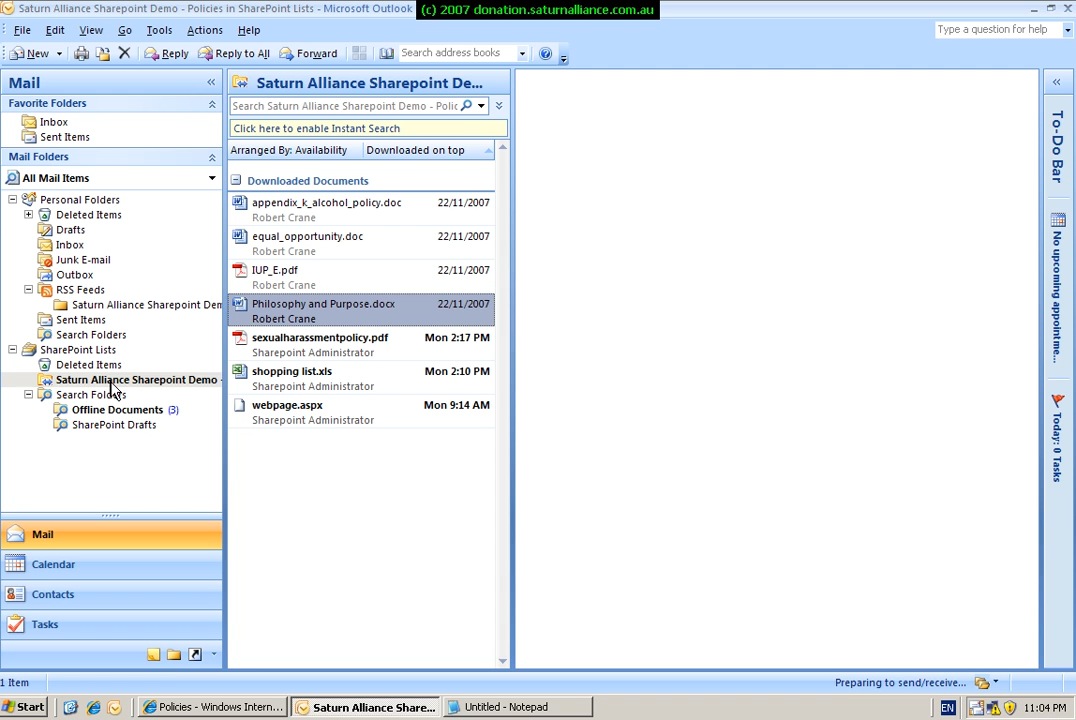 Saturn Alliance Sharepoint Demo - Policies in SharePoint Lists - Microsoft Outlook
(c) 2007 donation.saturnalliance.com.au
File Edit View Go Tools Actions Help
Type a question for help
New Reply Reply to All Forward Search address books
Mail
Favorite Folders
Inbox
Sent Items
Mail Folders
All Mail Items
Personal Folders
Deleted Items
Drafts
Inbox
Junk E-mail
Outbox
RSS Feeds
Saturn Alliance Sharepoint Dem
Sent Items
Search Folders
SharePoint Lists
Deleted Items
Saturn Alliance Sharepoint Demo -
Search Folders
Offline Documents (3)
SharePoint Drafts
Mail
Calendar
Contacts
Tasks
Saturn Alliance Sharepoint De...
Search Saturn Alliance Sharepoint Demo - Polic
Click here to enable Instant Search
Arranged By: Availability Downloaded on top
Downloaded Documents
appendix_k_alcohol_policy.doc 22/11/2007
Robert Crane
equal_opportunity.doc 22/11/2007
Robert Crane
IUP_E.pdf 22/11/2007
Robert Crane
Philosophy and Purpose.docx 22/11/2007
Robert Crane
sexualharassmentpolicy.pdf Mon 2:17 PM
Sharepoint Administrator
shopping list.xls Mon 2:10 PM
Sharepoint Administrator
webpage.aspx Mon 9:14 AM
Sharepoint Administrator
To-Do Bar
No upcoming appointme...
Today: 0 Tasks
1 Item
Preparing to send/receive...
Start
Policies - Windows Intern...
Saturn Alliance Share...
Untitled - Notepad
EN
11:04 PM